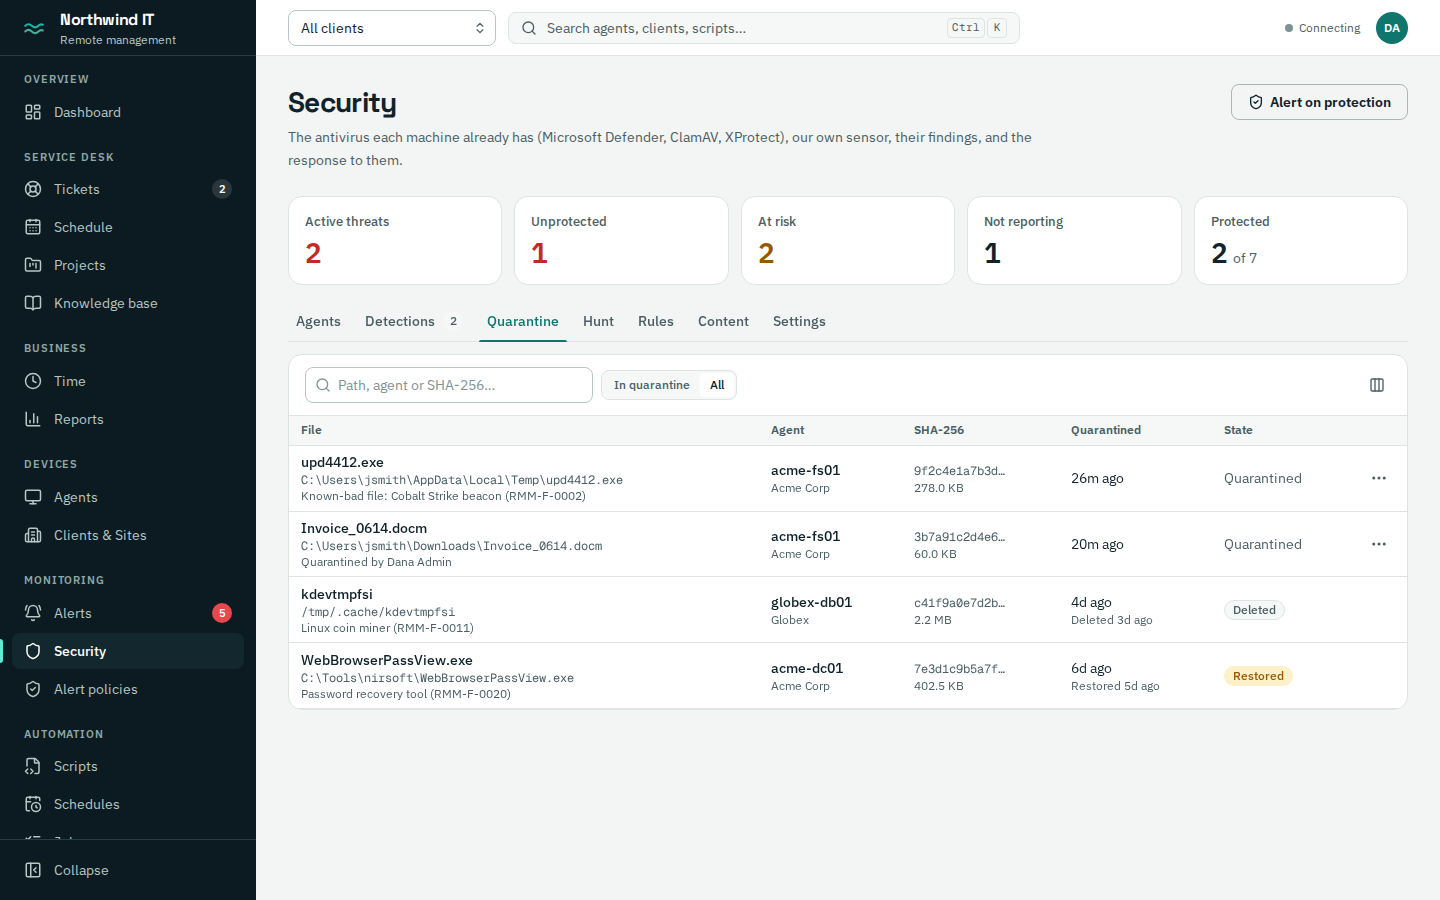 Northwind IT
Remote management
OVERVIEW
Dashboard
SERVICE DESK
Tickets 2
Schedule
Projects
Knowledge base
BUSINESS
Time
Reports
DEVICES
Agents
Clients & Sites
MONITORING
Alerts 5
Security
Alert policies
AUTOMATION
Scripts
Schedules
Collapse
All clients
Search agents, clients, scripts... Ctrl K
Connecting
DA
Security
Alert on protection
The antivirus each machine already has (Microsoft Defender, ClamAV, XProtect), our own sensor, their findings, and the
response to them.
Active threats
2
Unprotected
1
At risk
2
Not reporting
1
Protected
2 of 7
Agents Detections 2 Quarantine Hunt Rules Content Settings
Path, agent or SHA-256... In quarantine All
File Agent SHA-256 Quarantined State
upd4412.exe
C:\Users\jsmith\AppData\Local\Temp\upd4412.exe
Known-bad file: Cobalt Strike beacon (RMM-F-0002)
acme-fs01
Acme Corp
9f2c4e1a7b3d…
278.0 KB
26m ago
Quarantined
Invoice_0614.docm
C:\Users\jsmith\Downloads\Invoice_0614.docm
Quarantined by Dana Admin
acme-fs01
Acme Corp
3b7a91c2d4e6…
60.0 KB
20m ago
Quarantined
kdevtmpfsi
/tmp/.cache/kdevtmpfsi
Linux coin miner (RMM-F-0011)
globex-db01
Globex
c41f9a0e7d2b…
2.2 MB
4d ago
Deleted 3d ago
Deleted
WebBrowserPassView.exe
C:\Tools\nirsoft\WebBrowserPassView.exe
Password recovery tool (RMM-F-0020)
acme-dc01
Acme Corp
7e3d1c9b5a7f…
402.5 KB
6d ago
Restored 5d ago
Restored